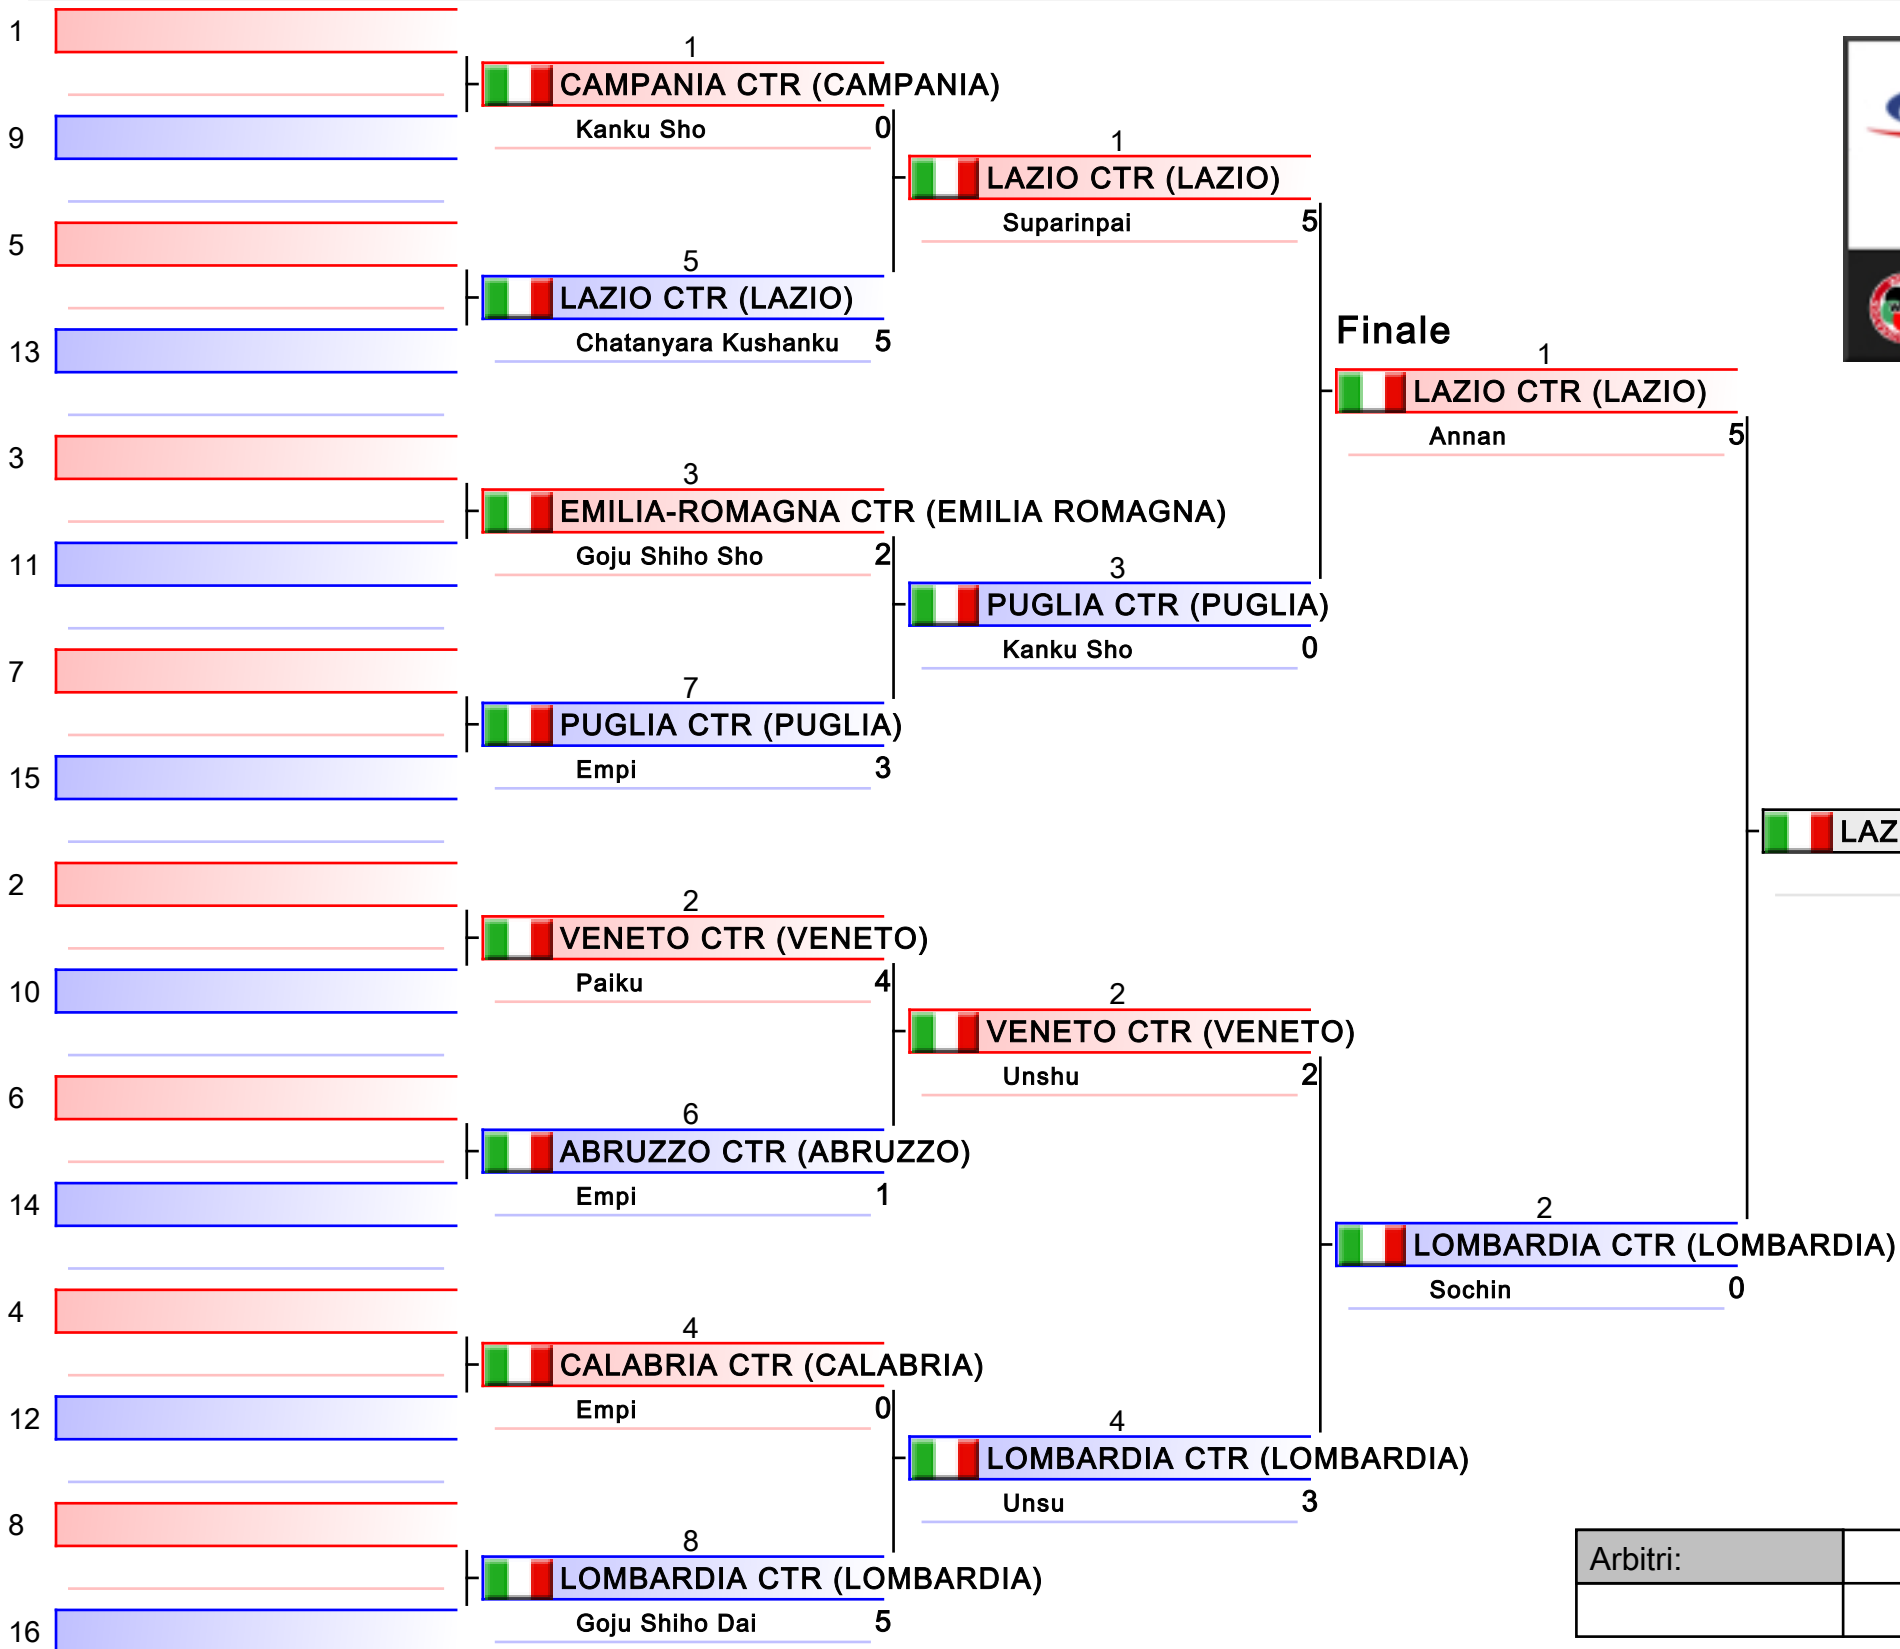 1
9
5
13
3
11
7
15
2
10
6
14
4
12
8
16
1
CAMPANIA CTR (CAMPANIA)
Kanku Sho 0
5
LAZIO CTR (LAZIO)
Chatanyara Kushanku 5
3
EMILIA-ROMAGNA CTR (EMILIA ROMAGNA)
Goju Shiho Sho 2
7
PUGLIA CTR (PUGLIA)
Empi 3
2
VENETO CTR (VENETO)
Paiku 4
6
ABRUZZO CTR (ABRUZZO)
Empi 1
4
CALABRIA CTR (CALABRIA)
Empi 0
8
LOMBARDIA CTR (LOMBARDIA)
Goju Shiho Dai 5
1
LAZIO CTR (LAZIO)
Suparinpai 5
3
PUGLIA CTR (PUGLIA)
Kanku Sho 0
2
VENETO CTR (VENETO)
Unshu 2
4
LOMBARDIA CTR (LOMBARDIA)
Unsu 3
Finale
1
LAZIO CTR (LAZIO)
Annan 5
2
LOMBARDIA CTR (LOMBARDIA)
Sochin 0
LAZ
Arbitri: